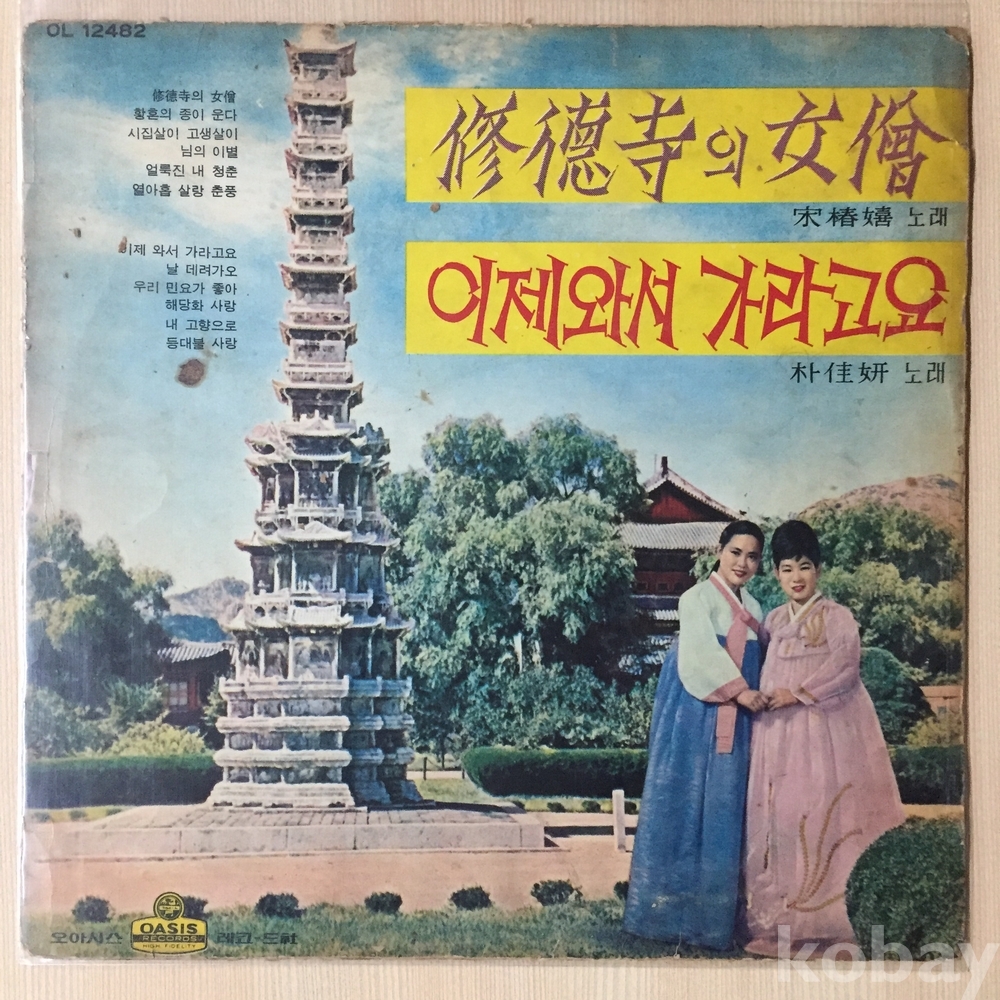 OL 12482
修德寺의 女僧
황혼의 종이 운다
시집살이 고생살이
님의 이별
얼룩진 내 청춘
열아홉 살랑 춘풍
이제 와서 가라고요
날 데려가오
우리 민요가 좋아
해당화 사랑
내 고향으로
등대불 사랑
修德寺의 女僧
宋椿嬉 노래
이제와서 가라고요
朴佳妍 노래
오아시스 OASIS 레코-드社
RECORDS
HIGH FIDELITY
kobay